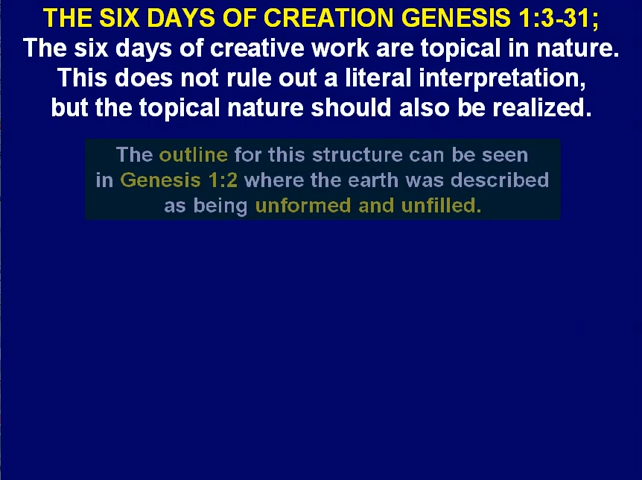 THE SIX DAYS OF CREATION GENESIS 1:3-31;
The six days of creative work are topical in nature.
This does not rule out a literal interpretation,
but the topical nature should also be realized.
The outline for this structure can be seen
in Genesis 1:2 where the earth was described
as being unformed and unfilled.